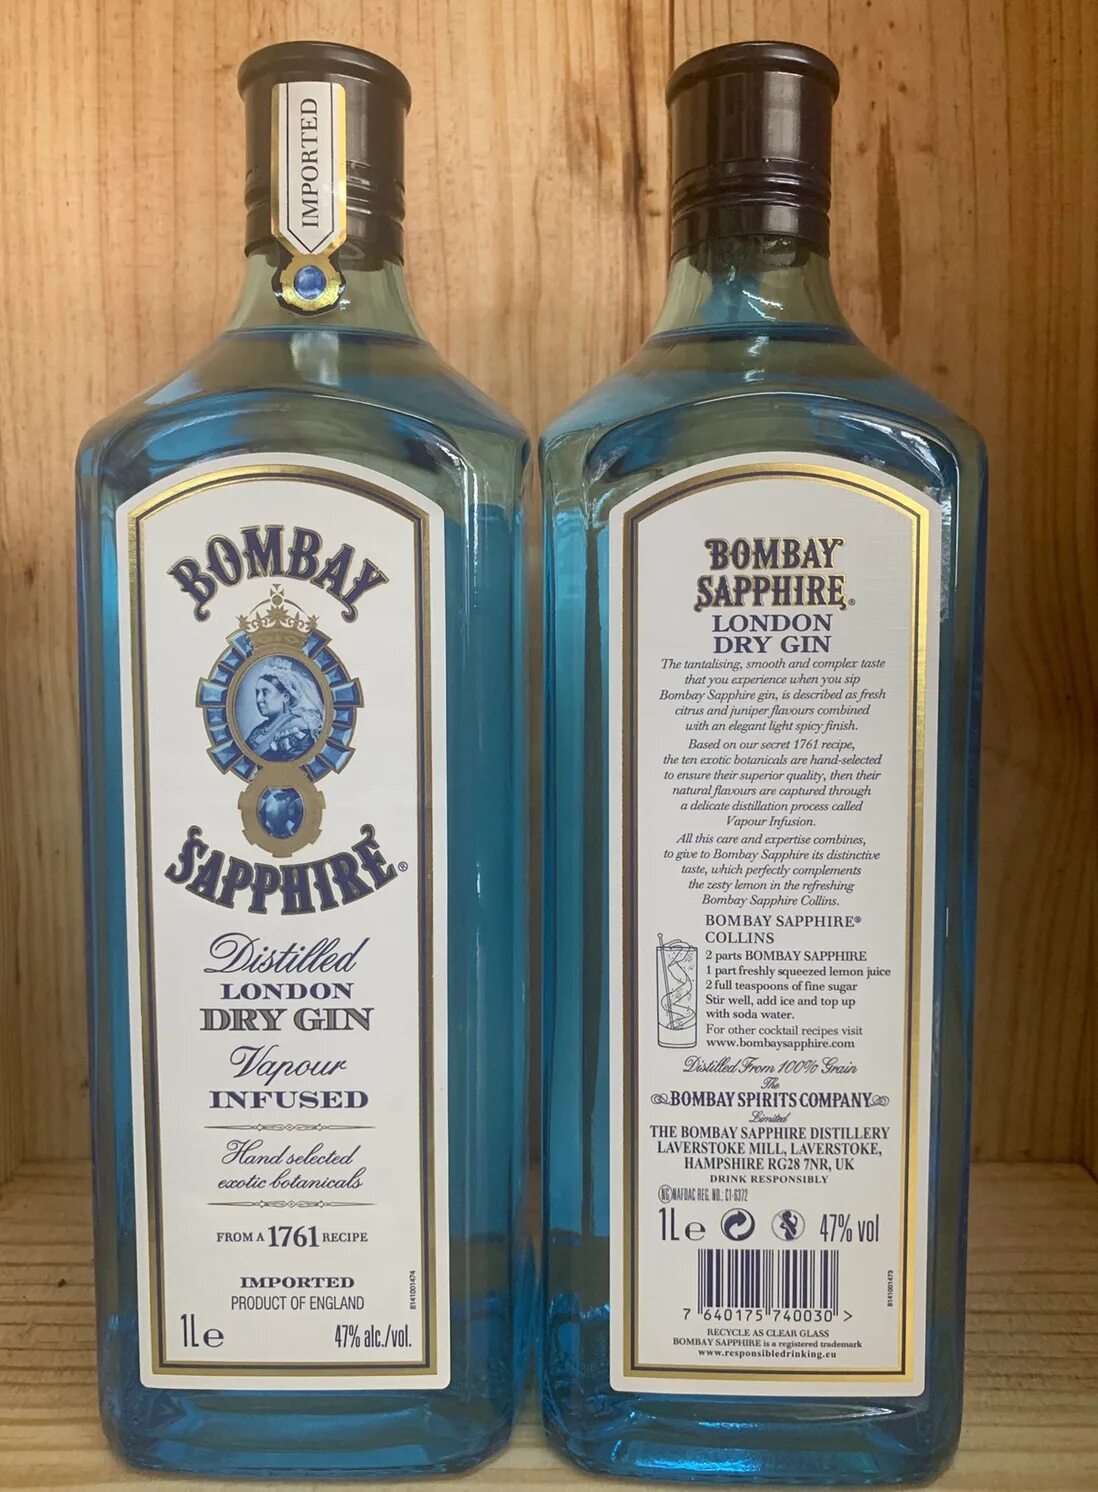 IMPORTED
BOMBAY
SAPPHIRE®
Distilled
LONDON
DRY GIN
Vapour
INFUSED
Hand selected
exotic botanicals
FROM A 1761 RECIPE
IMPORTED
PRODUCT OF ENGLAND
1L e 47% alc./vol.
8141001474
BOMBAY
SAPPHIRE®
LONDON
DRY GIN
The tantalising, smooth and complex taste
that you experience when you sip
Bombay Sapphire gin, is described as fresh
citrus and juniper flavours combined
with an elegant light spicy finish.
Based on our secret 1761 recipe,
the ten exotic botanicals are hand-selected
to ensure their superior quality, then their
natural flavours are captured through
a delicate distillation process called
Vapour Infusion.
All this care and expertise combines,
to give to Bombay Sapphire its distinctive
taste, which perfectly complements
the zesty lemon in the refreshing
Bombay Sapphire Collins.
BOMBAY SAPPHIRE®
COLLINS
2 parts BOMBAY SAPPHIRE
1 part freshly squeezed lemon juice
2 full teaspoons of fine sugar
Stir well, add ice and top up
with soda water.
For other cocktail recipes visit
www.bombaysapphire.com
Distilled From 100% Grain
The
BOMBAY SPIRITS COMPANY
Limited
THE BOMBAY SAPPHIRE DISTILLERY
LAVERSTOKE MILL, LAVERSTOKE,
HAMPSHIRE RG28 7NR, UK
DRINK RESPONSIBLY
NG NAFDAC REG. NO.: C1-6372
1L e 47% vol
7 640175 740030 >
8141001473
RECYCLE AS CLEAR GLASS
BOMBAY SAPPHIRE is a registered trademark
www.responsibledrinking.eu